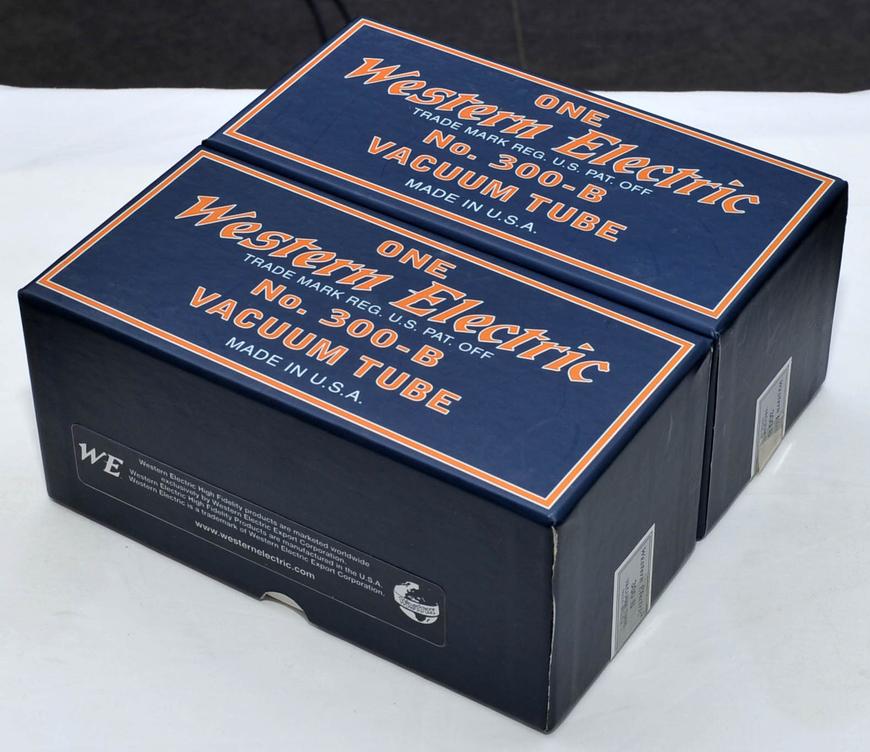 ONE
Western Electric
TRADE MARK REG. U.S. PAT. OFF
No. 300-B
VACUUM TUBE
MADE IN U.S.A.
ONE
Western Electric
TRADE MARK REG. U.S. PAT. OFF
No. 300-B
VACUUM TUBE
MADE IN U.S.A.
WE
Western Electric High Fidelity products are marketed worldwide
exclusively by Western Electric Export Corporation.
Western Electric High Fidelity Products are manufactured in the U.S.A.
Western Electric is a trademark of Western Electric Export Corporation.
www.westernelectric.com